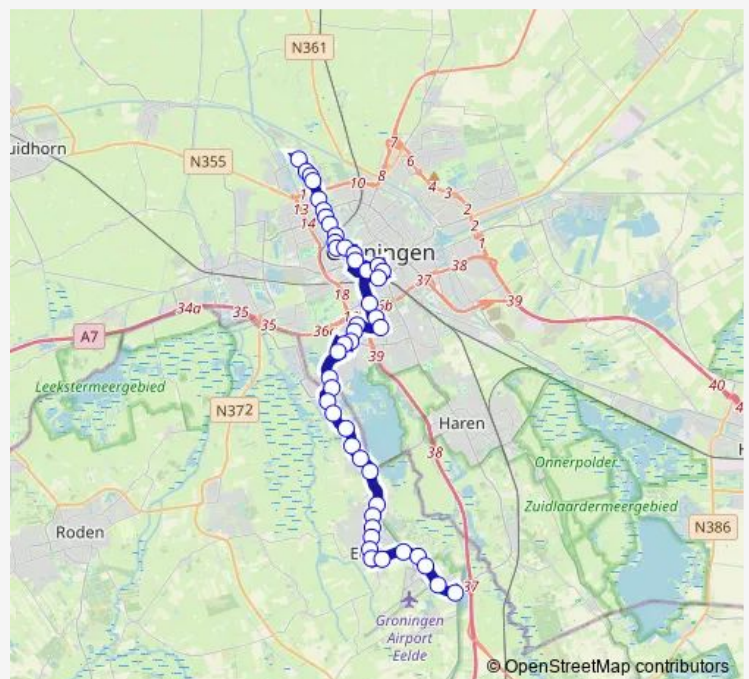 N361
uidhorn
N355
7
6
8
4
3
10
2
2
1
13
14
Groningen
37
38
18
34a
35
35
36c
6b
39
39
A7
Leekstermeergebied
N372
40
Haren
38
Onnerpolder
Zuidlaardermeergebied
Roden
N386
E
37
Groningen
Airport
Eelde
© OpenStreetMap contributors